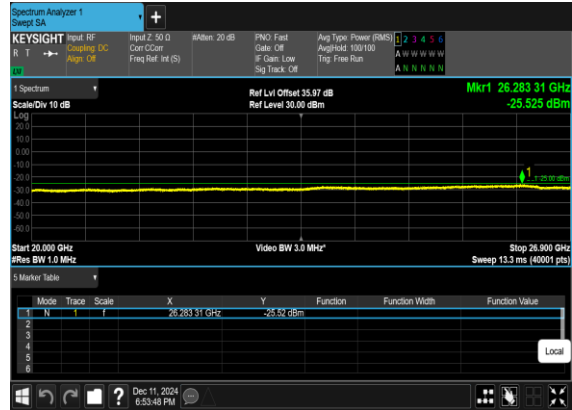 Spectrum Analyzer 1
Swept SA
+
KEYSIGHT Input: RF Input Z: 50 Ω #Atten: 20 dB PNO: Fast Avg Type: Power (RMS) 1 2 3 4 5 6
R T Coupling: DC Corr CCorr Gate: Off Avg|Hold: 100/100 A W W W W W
Align: Off Freq Ref: Int (S) IF Gain: Low Trig: Free Run
Sig Track: Off A N N N N N
1 Spectrum Ref Lvl Offset 35.97 dB Mkr1 26.283 31 GHz
Scale/Div 10 dB Ref Level 30.00 dBm -25.525 dBm
Log
20.0
10.0
0.00
-10.0
1
-20.0
-25.00 dBm
-30.0
-40.0
-50.0
-60.0
Start 20.000 GHz Video BW 3.0 MHz* Stop 26.900 GHz
#Res BW 1.0 MHz Sweep 13.3 ms (40001 pts)
5 Marker Table
Mode Trace Scale X Y Function Function Width Function Value
1 N 1 f 26.283 31 GHz -25.52 dBm
2
3
4
5
6
Local
? Dec 11, 2024
6:53:48 PM